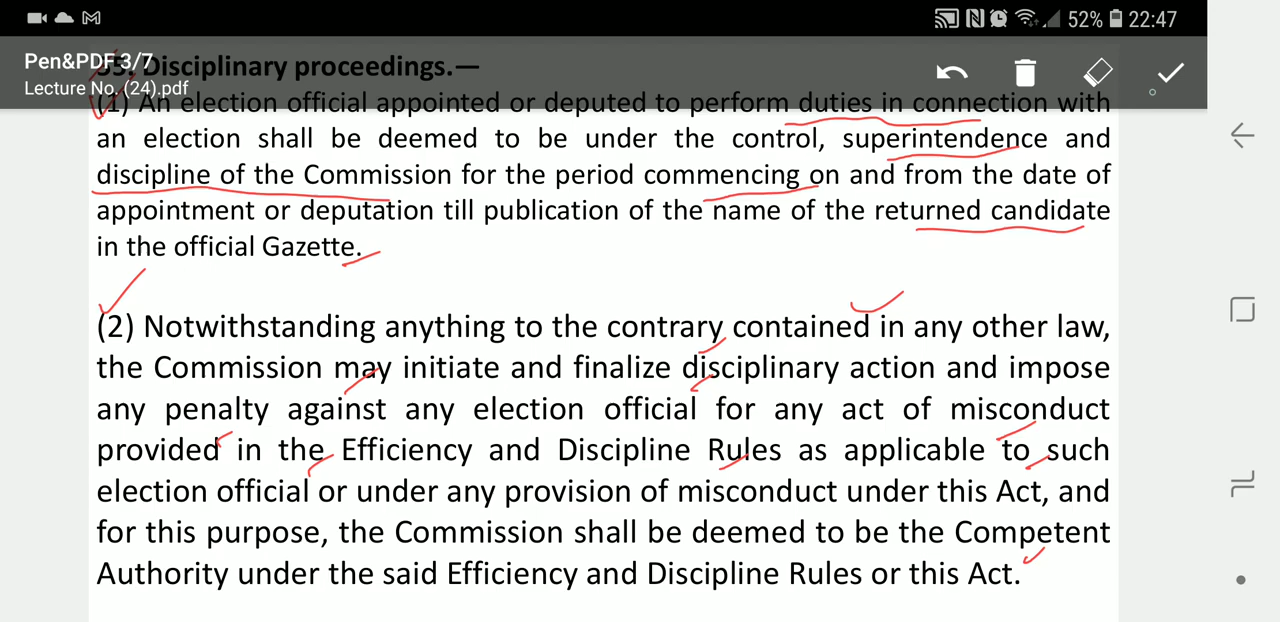 52% 22:47
Pen&PDF 3/7
Lecture No. (24).pdf
55. Disciplinary proceedings.—
(1) An election official appointed or deputed to perform duties in connection with
an election shall be deemed to be under the control, superintendence and
discipline of the Commission for the period commencing on and from the date of
appointment or deputation till publication of the name of the returned candidate
in the official Gazette.
(2) Notwithstanding anything to the contrary contained in any other law,
the Commission may initiate and finalize disciplinary action and impose
any penalty against any election official for any act of misconduct
provided in the Efficiency and Discipline Rules as applicable to such
election official or under any provision of misconduct under this Act, and
for this purpose, the Commission shall be deemed to be the Competent
Authority under the said Efficiency and Discipline Rules or this Act.